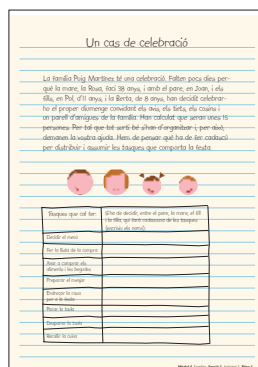 Un cas de celebració
La família Puig Martínez té una celebració. Falten pocs dies per-
què la mare, la Rosa, faci 38 anys, i amb el pare, en Joan, i els
fills, en Pol, d'11 anys, i la Berta, de 8 anys, han decidit celebrar-
ho el proper diumenge convidant els avis, els tiets, els cosins i
un parell d'amigues de la família. Han calculat que seran unes 15
persones. Per tal que tot surti bé s'han d'organitzar i, per això,
demanen la vostra ajuda. Heu de pensar què ha de fer cadascú
per distribuir i assumir les tasques que comporta la festa.
Tasques que cal fer:
S'ha de decidir, entre el pare, la mare, el fill
i la filla, qui farà cadascuna de les tasques
(escriviu els noms):
Decidir el menú
Fer la llista de la compra
Anar a comprar els
aliments i les begudes
Preparar el menjar
Endreçar la casa
per a la festa
Parar la taula
Desparar la taula
Recollir la cuina